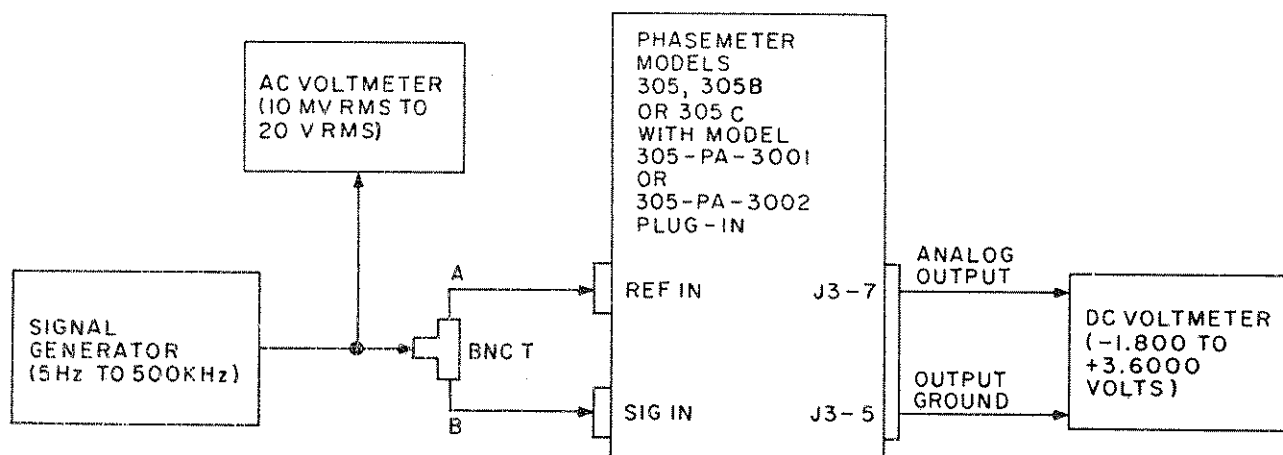 PHASEMETER
MODELS
305, 305B
OR 305C
WITH MODEL
305-PA-3001
OR
305-PA-3002
PLUG-IN
AC VOLTMETER
(10 MV RMS TO
20 V RMS)
A
REF IN
J3-7
ANALOG
OUTPUT
SIGNAL
GENERATOR
(5Hz TO 500KHz)
BNC T
DC VOLTMETER
(-1.800 TO
+3.6000
VOLTS)
B
SIG IN
J3-5
OUTPUT
GROUND